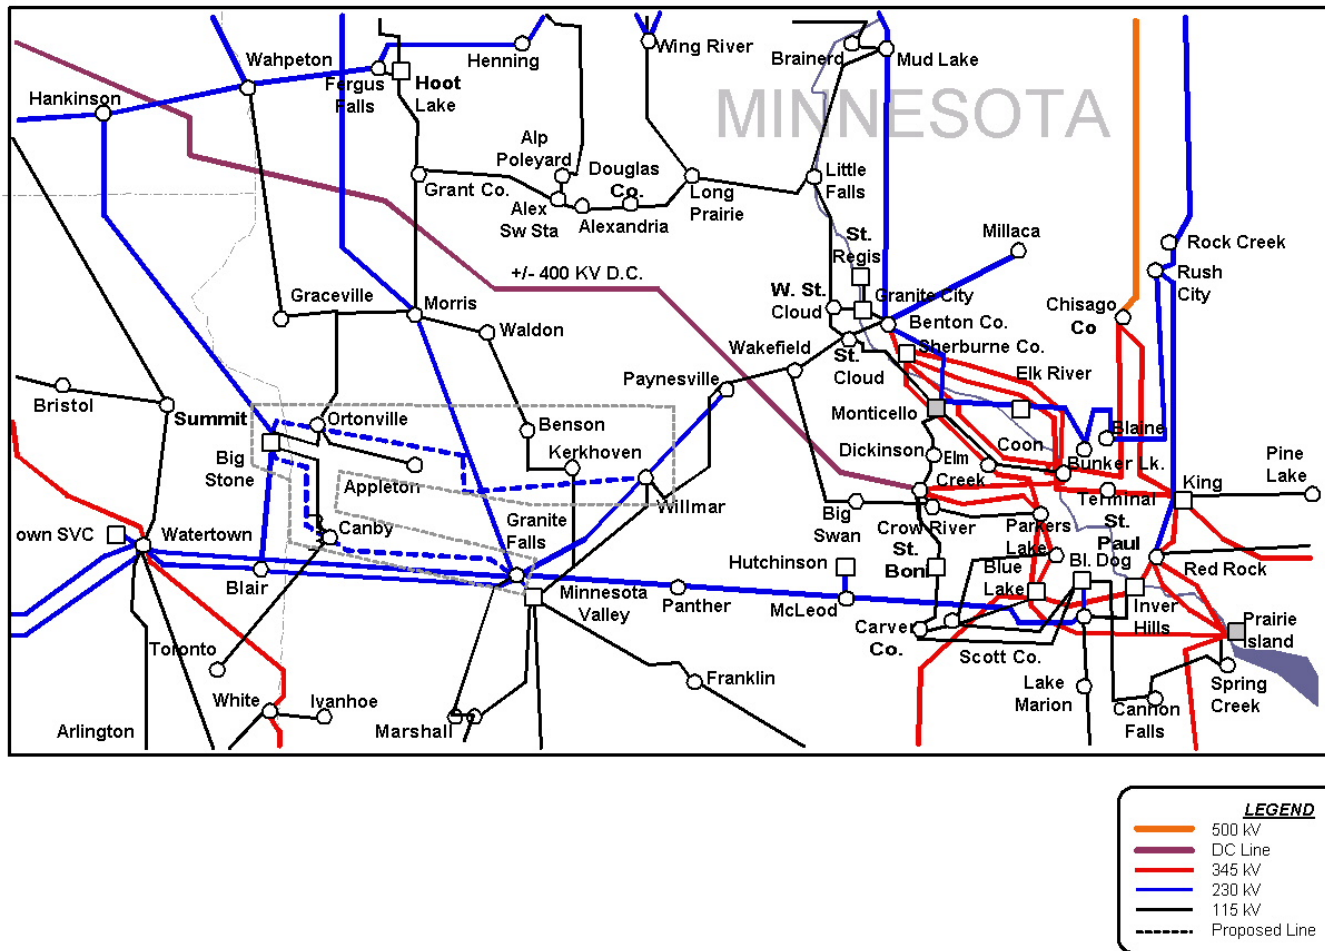 Wahpeton
Henning
Wing River
Brainerd
Mud Lake
Fergus
Falls
Hoot
Lake
Hankinson
MINNESOTA
Alp
Poleyard
Douglas
Co.
Grant Co.
Long
Prairie
Little
Falls
Alex
Sw Sta
Alexandria
Millaca
St.
Regis
Rock Creek
Rush
City
+/- 400 KV D.C.
Graceville
Morris
W. St.
Cloud
Granite City
Chisago
Co
Benton Co.
Waldon
Wakefield
St.
Cloud
Sherburne Co.
Elk River
Paynesville
Bristol
Summit
Ortonville
Benson
Monticello
Blaine
Kerkhoven
Dickinson
Elm
Creek
Coon
Bunker Lk.
Big
Stone
Appleton
King
Pine
Lake
Willmar
Terminal
Big
Swan
Crow River
Parkers
Lake
St.
Paul
Canby
Granite
Falls
own SVC
Watertown
Hutchinson
St.
Boni
Blue
Lake
Bl. Dog
Red Rock
Blair
Minnesota
Valley
Panther
McLeod
Inver
Hills
Prairie
Island
Carver
Co.
Scott Co.
Toronto
Franklin
Lake
Marion
Cannon
Falls
Spring
Creek
White
Ivanhoe
Arlington
Marshall
LEGEND
500 kV
DC Line
345 kV
230 kV
115 kV
Proposed Line